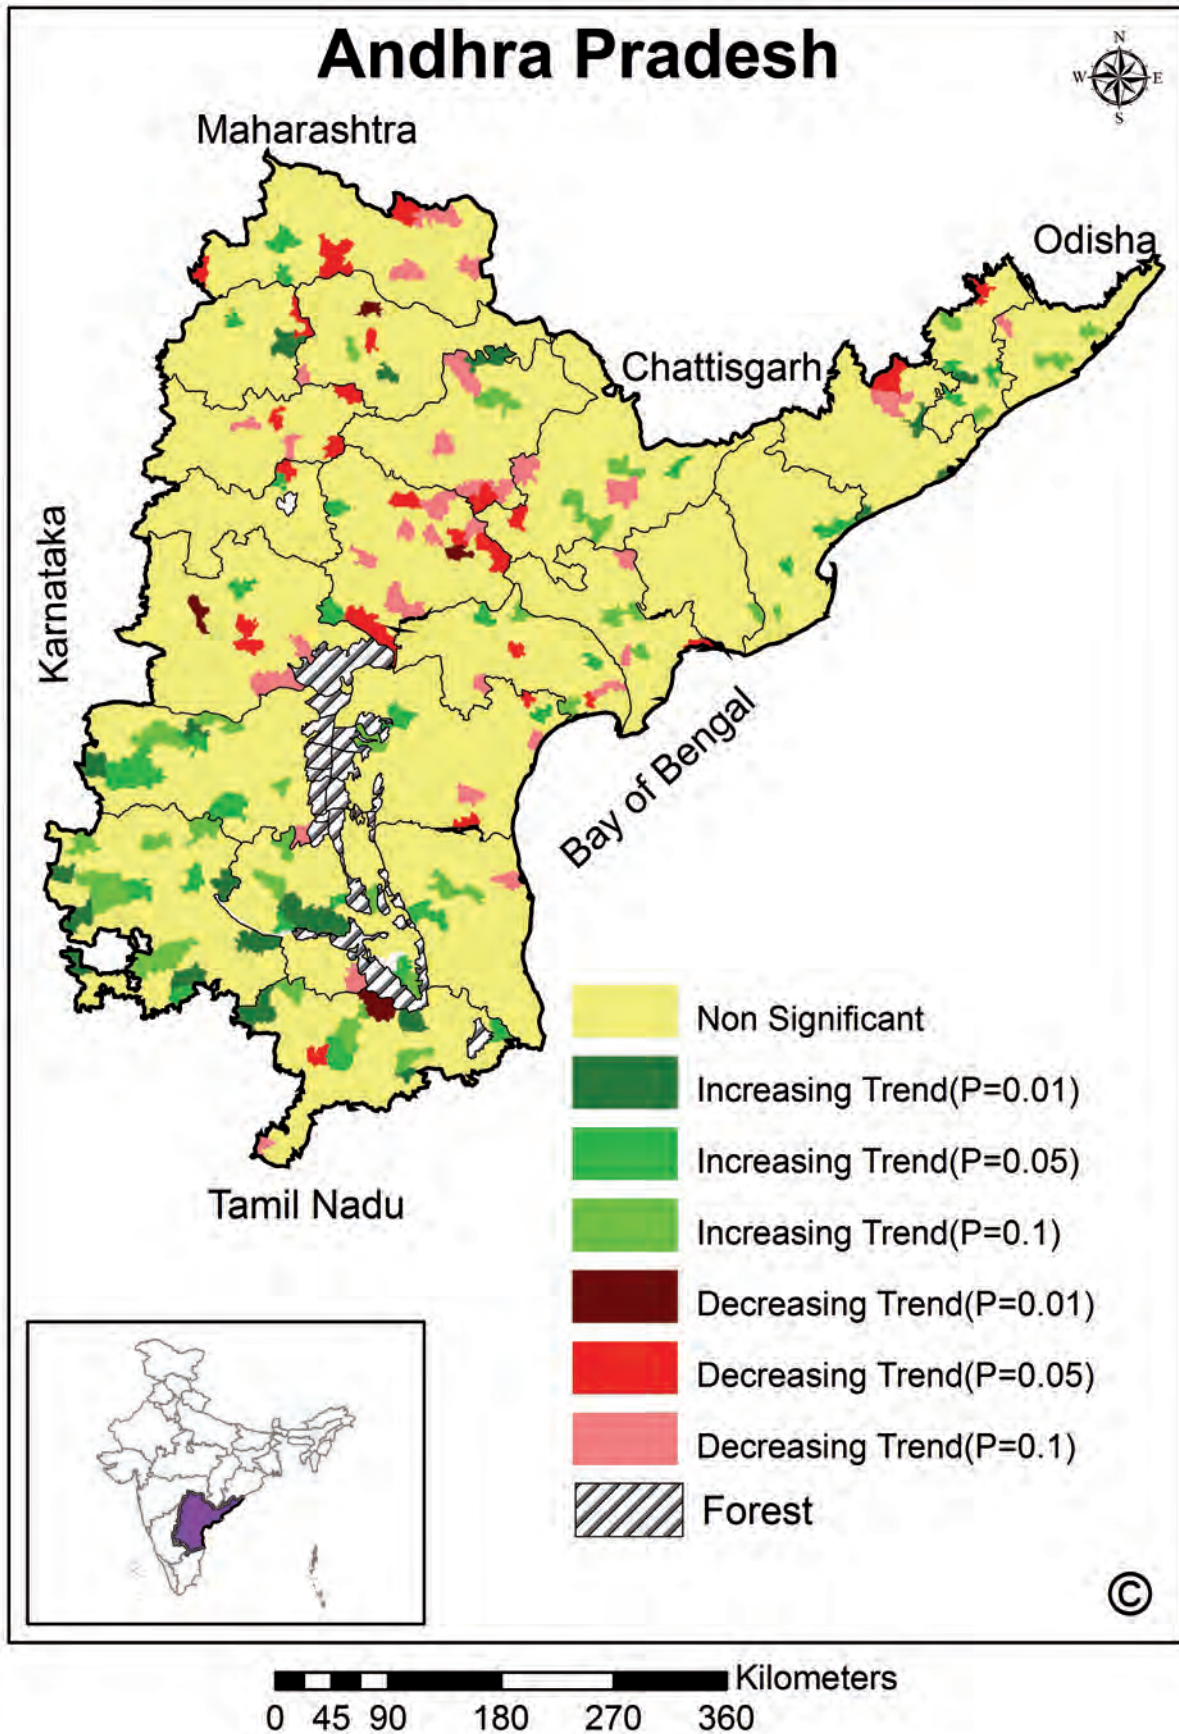 Andhra Pradesh
N
W E
S
Maharashtra
Odisha
Chattisgarh
Karnataka
Bay of Bengal
Tamil Nadu
Non Significant
Increasing Trend(P=0.01)
Increasing Trend(P=0.05)
Increasing Trend(P=0.1)
Decreasing Trend(P=0.01)
Decreasing Trend(P=0.05)
Decreasing Trend(P=0.1)
Forest
©
Kilometers
0 45 90 180 270 360